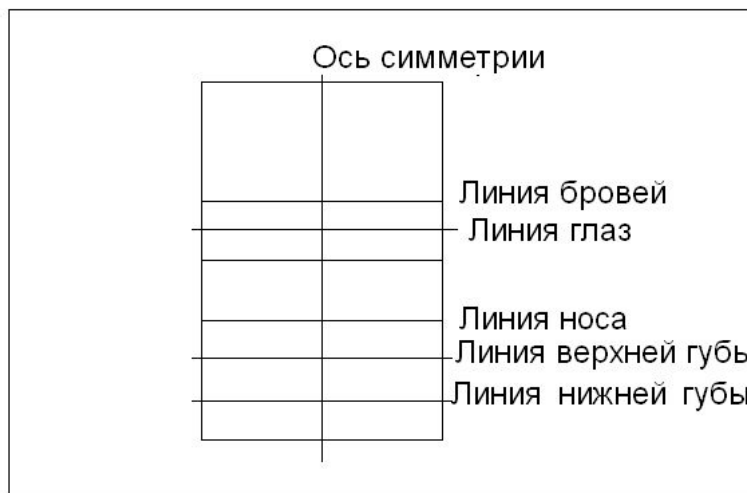 Ось симметрии
Линия бровей
Линия глаз
Линия носа
Линия верхней губы
Линия нижней губы